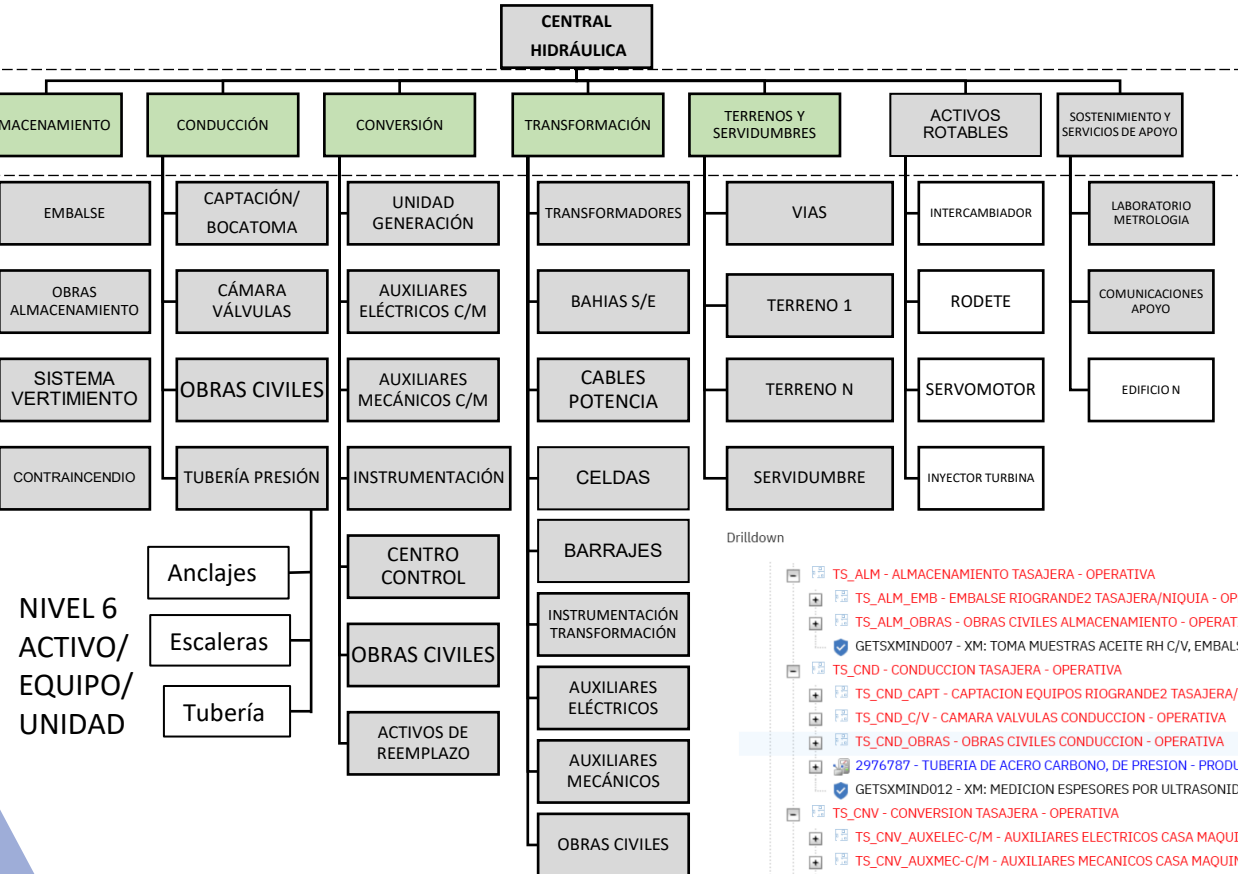 CENTRAL
HIDRÁULICA
MACENAMIENTO
CONDUCCIÓN
CONVERSIÓN
TRANSFORMACIÓN
TERRENOS Y
SERVIDUMBRES
ACTIVOS
ROTABLES
SOSTENIMIENTO Y
SERVICIOS DE APOYO
EMBALSE
OBRAS
ALMACENAMIENTO
SISTEMA
VERTIMIENTO
CONTRAINCENDIO
CAPTACIÓN/
BOCATOMA
CÁMARA
VÁLVULAS
OBRAS CIVILES
TUBERÍA PRESIÓN
Anclajes
Escaleras
Tubería
NIVEL 6
ACTIVO/
EQUIPO/
UNIDAD
UNIDAD
GENERACIÓN
AUXILIARES
ELÉCTRICOS C/M
AUXILIARES
MECÁNICOS C/M
INSTRUMENTACIÓN
CENTRO
CONTROL
OBRAS CIVILES
ACTIVOS DE
REEMPLAZO
TRANSFORMADORES
BAHIAS S/E
CABLES
POTENCIA
CELDAS
BARRAJES
INSTRUMENTACIÓN
TRANSFORMACIÓN
AUXILIARES
ELÉCTRICOS
AUXILIARES
MECÁNICOS
OBRAS CIVILES
VIAS
TERRENO 1
TERRENO N
SERVIDUMBRE
INTERCAMBIADOR
RODETE
SERVOMOTOR
INYECTOR TURBINA
LABORATORIO
METROLOGIA
COMUNICACIONES
APOYO
EDIFICIO N
Drilldown
TS_ALM - ALMACENAMIENTO TASAJERA - OPERATIVA
TS_ALM_EMB - EMBALSE RIOGRANDE2 TASAJERA/NIQUIA - OP
TS_ALM_OBRAS - OBRAS CIVILES ALMACENAMIENTO - OPERAT
GETSXMIND007 - XM: TOMA MUESTRAS ACEITE RH C/V, EMBALS
TS_CND - CONDUCCION TASAJERA - OPERATIVA
TS_CND_CAPT - CAPTACION EQUIPOS RIOGRANDE2 TASAJERA/
TS_CND_C/V - CAMARA VALVULAS CONDUCCION - OPERATIVA
TS_CND_OBRAS - OBRAS CIVILES CONDUCCION - OPERATIVA
2976787 - TUBERIA DE ACERO CARBONO, DE PRESION - PRODU
GETSXMIND012 - XM: MEDICION ESPESORES POR ULTRASONID
TS_CNV - CONVERSION TASAJERA - OPERATIVA
TS_CNV_AUXELEC-C/M - AUXILIARES ELECTRICOS CASA MAQUI
TS_CNV_AUXMEC-C/M - AUXILIARES MECANICOS CASA MAQUIN